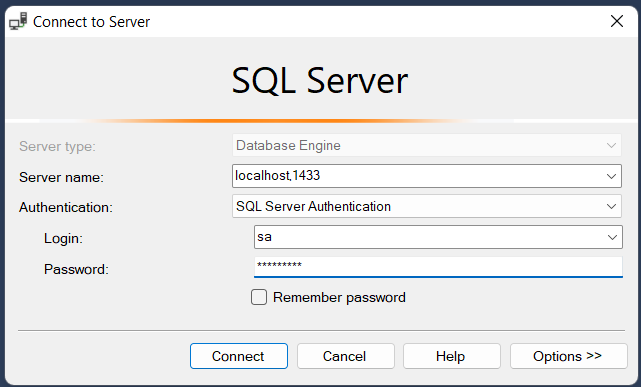 Connect to Server
SQL Server
Server type: Database Engine
Server name: localhost,1433
Authentication: SQL Server Authentication
Login: sa
Password: *********
Remember password
Connect Cancel Help Options >>